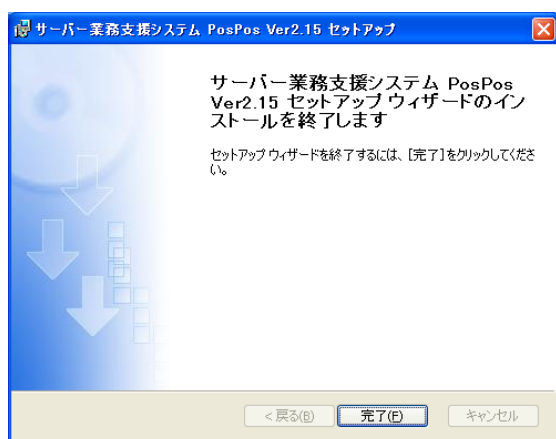 サーバー業務支援システム PosPos Ver2.15 セットアップ
サーバー業務支援システム PosPos
Ver2.15 セットアップ ウィザードのイン
ストールを終了します
セットアップ ウィザードを終了するには、[完了]をクリックしてくださ
い。
< 戻る(B) 完了(F) キャンセル